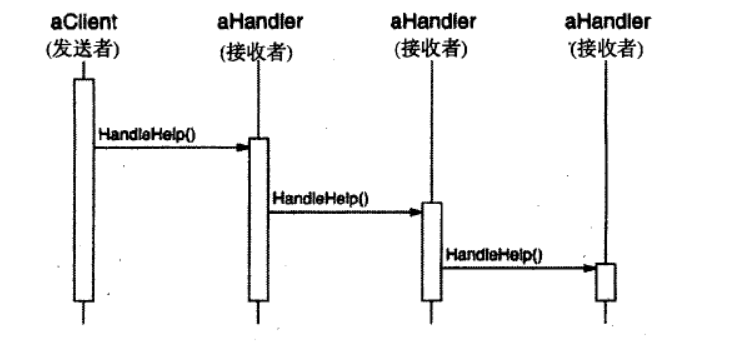 aClient aHandler aHandler aHandler
(发送者) (接收者) (接收者) (接收者)
HandleHelp()
HandleHelp()
HandleHelp()